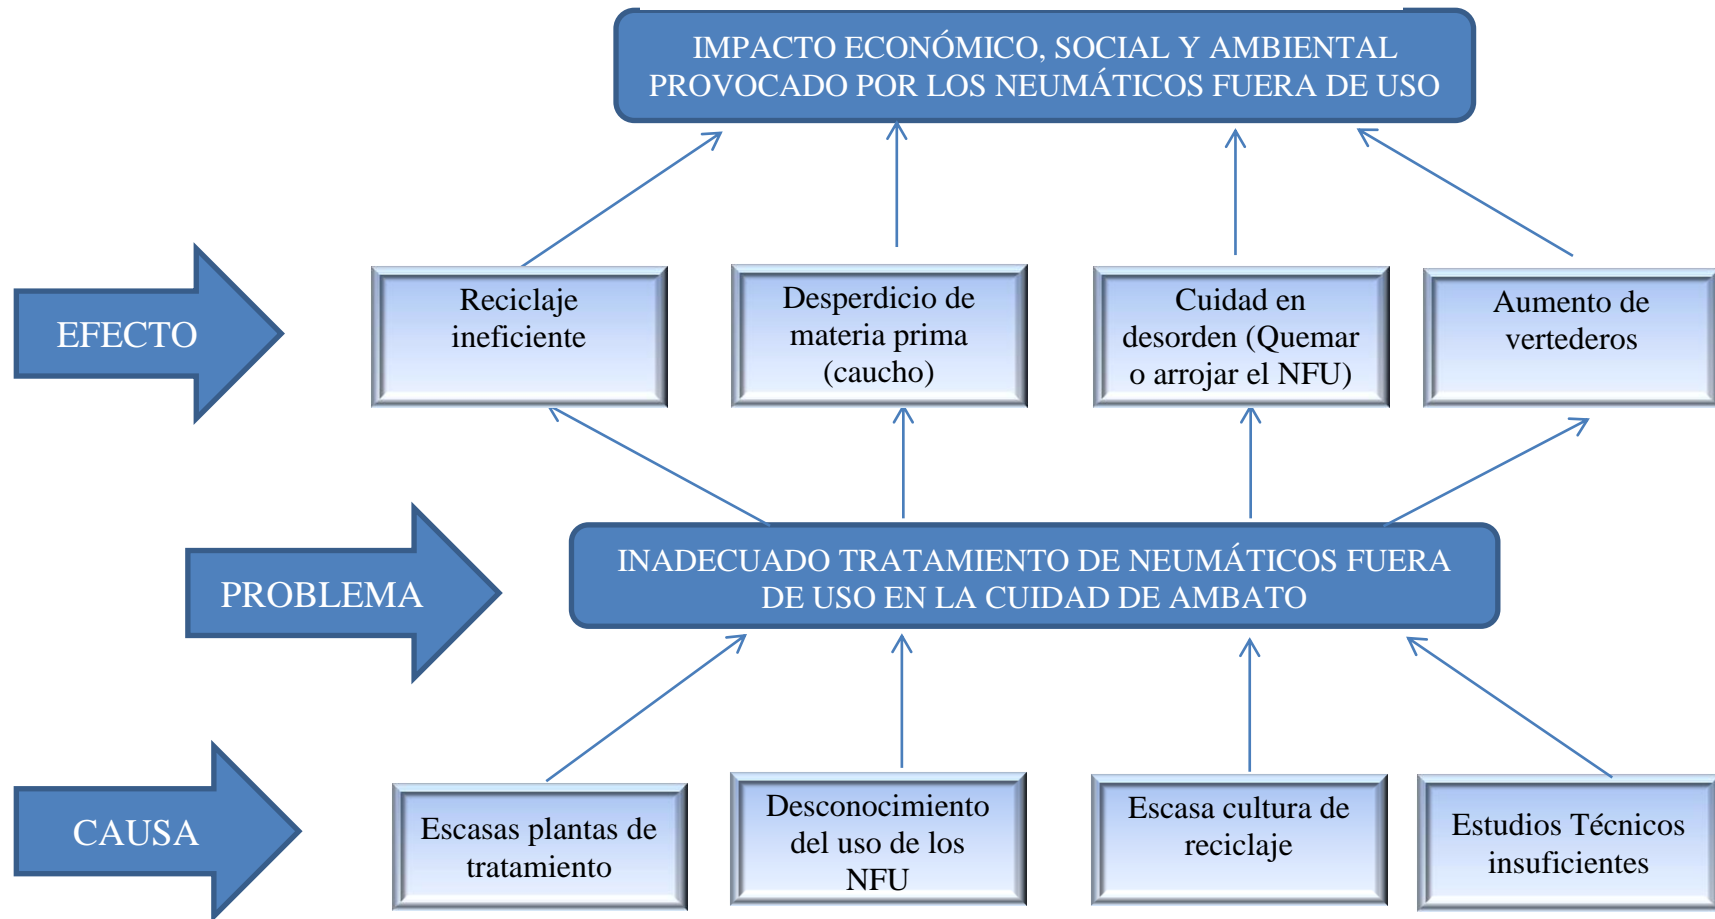 IMPACTO ECONÓMICO, SOCIAL Y AMBIENTAL
PROVOCADO POR LOS NEUMÁTICOS FUERA DE USO
EFECTO
Reciclaje
ineficiente
Desperdicio de
materia prima
(caucho)
Cuidad en
desorden (Quemar
o arrojar el NFU)
Aumento de
vertederos
PROBLEMA
INADECUADO TRATAMIENTO DE NEUMÁTICOS FUERA
DE USO EN LA CUIDAD DE AMBATO
CAUSA
Escasas plantas de
tratamiento
Desconocimiento
del uso de los
NFU
Escasa cultura de
reciclaje
Estudios Técnicos
insuficientes